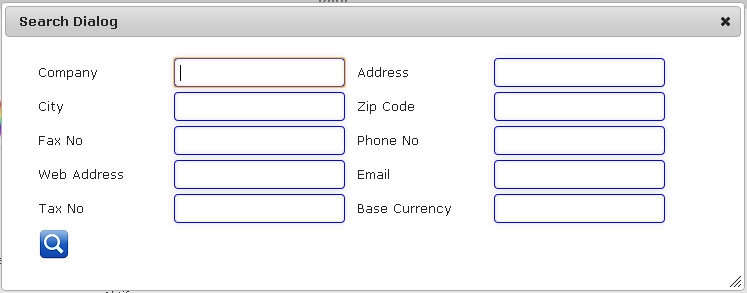 Search Dialog
Company Address
City Zip Code
Fax No Phone No
Web Address Email
Tax No Base Currency